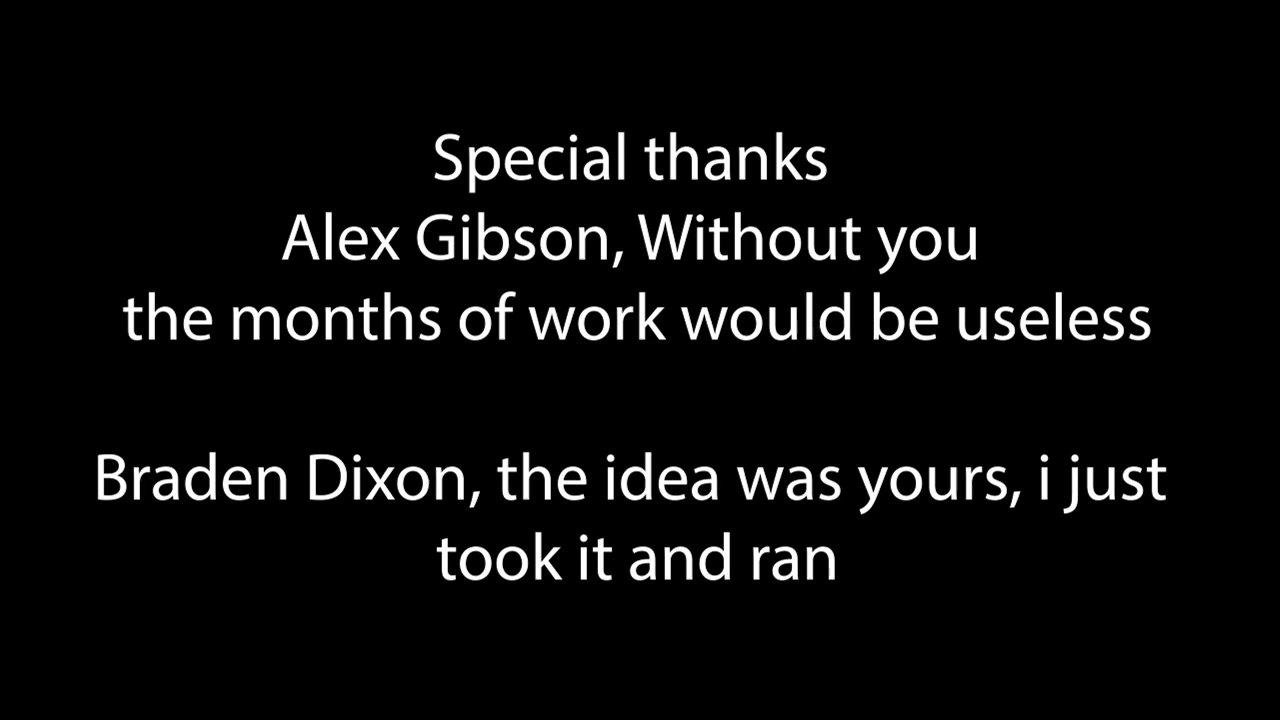 Special thanks
Alex Gibson, Without you
the months of work would be useless
Braden Dixon, the idea was yours, i just
took it and ran